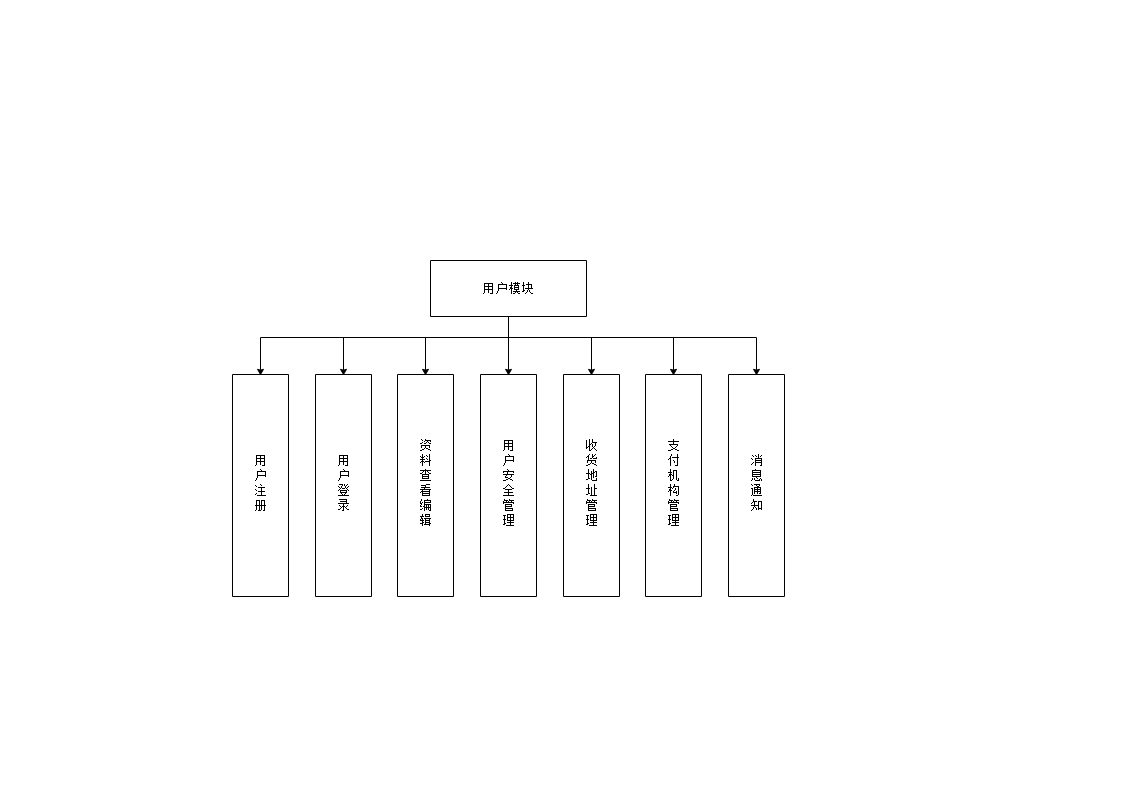 用户模块
用户注册
用户登录
资料查看编辑
用户安全管理
收货地址管理
支付机构管理
消息通知